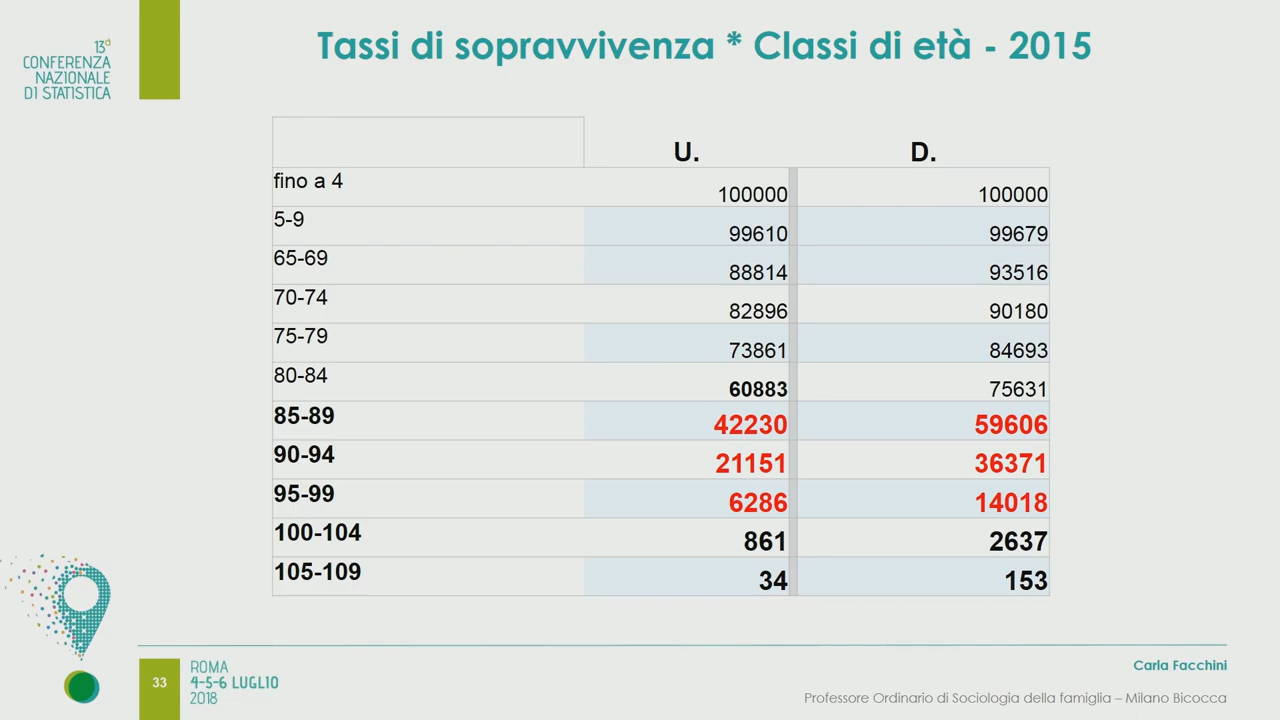 13ª
CONFERENZA
NAZIONALE
DI STATISTICA
Tassi di sopravvivenza * Classi di età - 2015
U. D.
fino a 4 100000 100000
5-9 99610 99679
65-69 88814 93516
70-74 82896 90180
75-79 73861 84693
80-84 60883 75631
85-89 42230 59606
90-94 21151 36371
95-99 6286 14018
100-104 861 2637
105-109 34 153
33
ROMA
4-5-6 LUGLIO
2018
Carla Facchini
Professore Ordinario di Sociologia della famiglia – Milano Bicocca